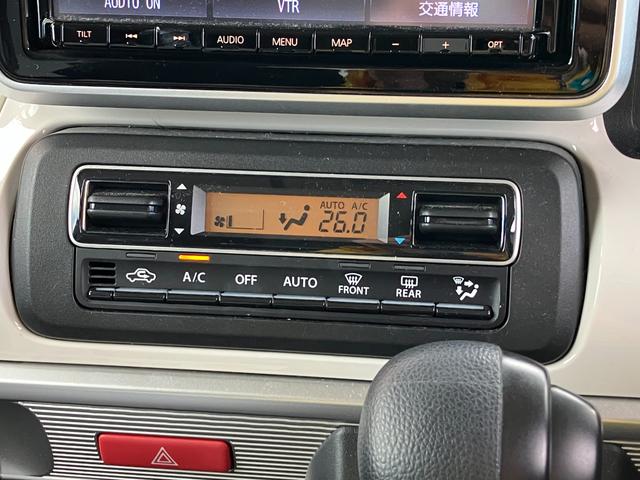 AUDIO ON
VTR
交通情報
TILT AUDIO MENU MAP − + OPT
AUTO A/C
26.0
A/C OFF AUTO FRONT REAR